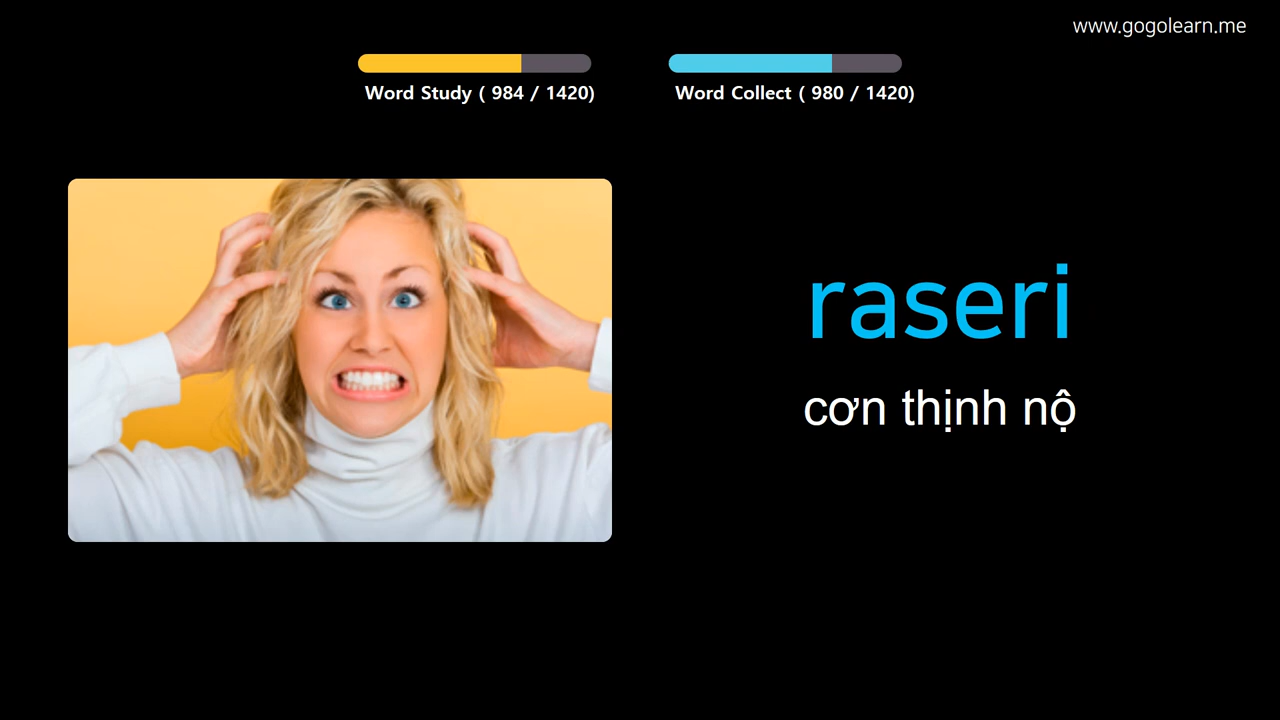 www.gogolearn.me
Word Study ( 984 / 1420)
Word Collect ( 980 / 1420)
raseri
cơn thịnh nộ